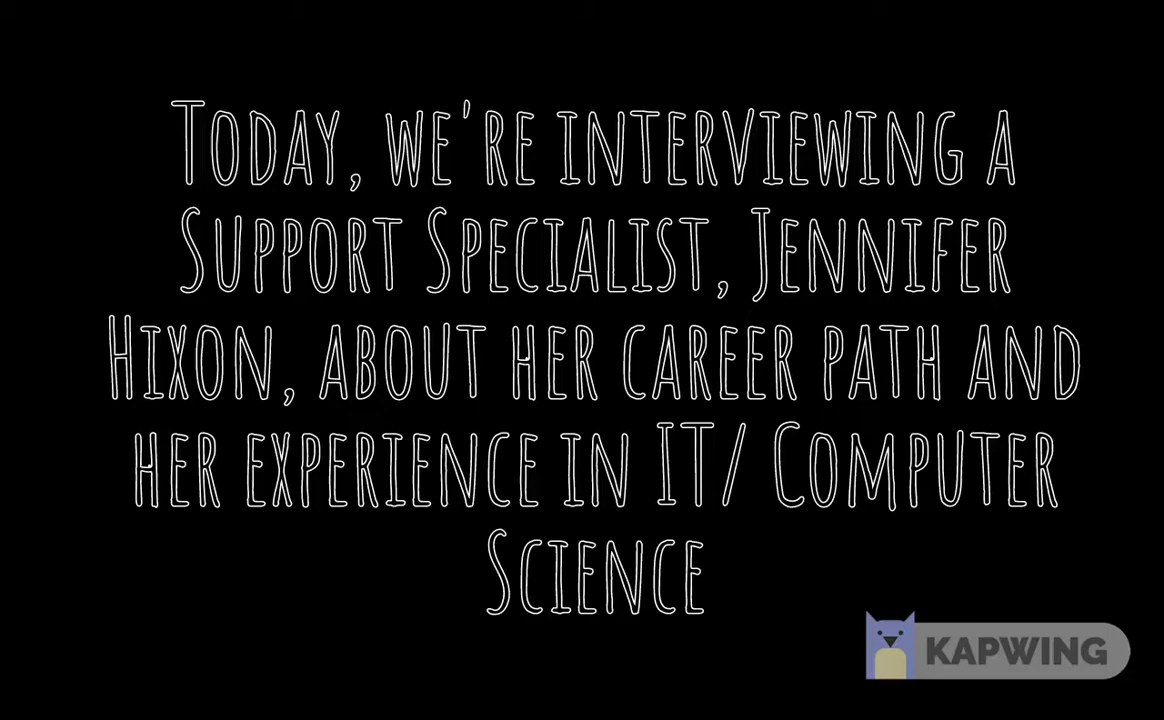 Today, we're interviewing a
Support Specialist, Jennifer
Hixon, about her career path and
her experience in IT/ Computer
Science
KAPWING